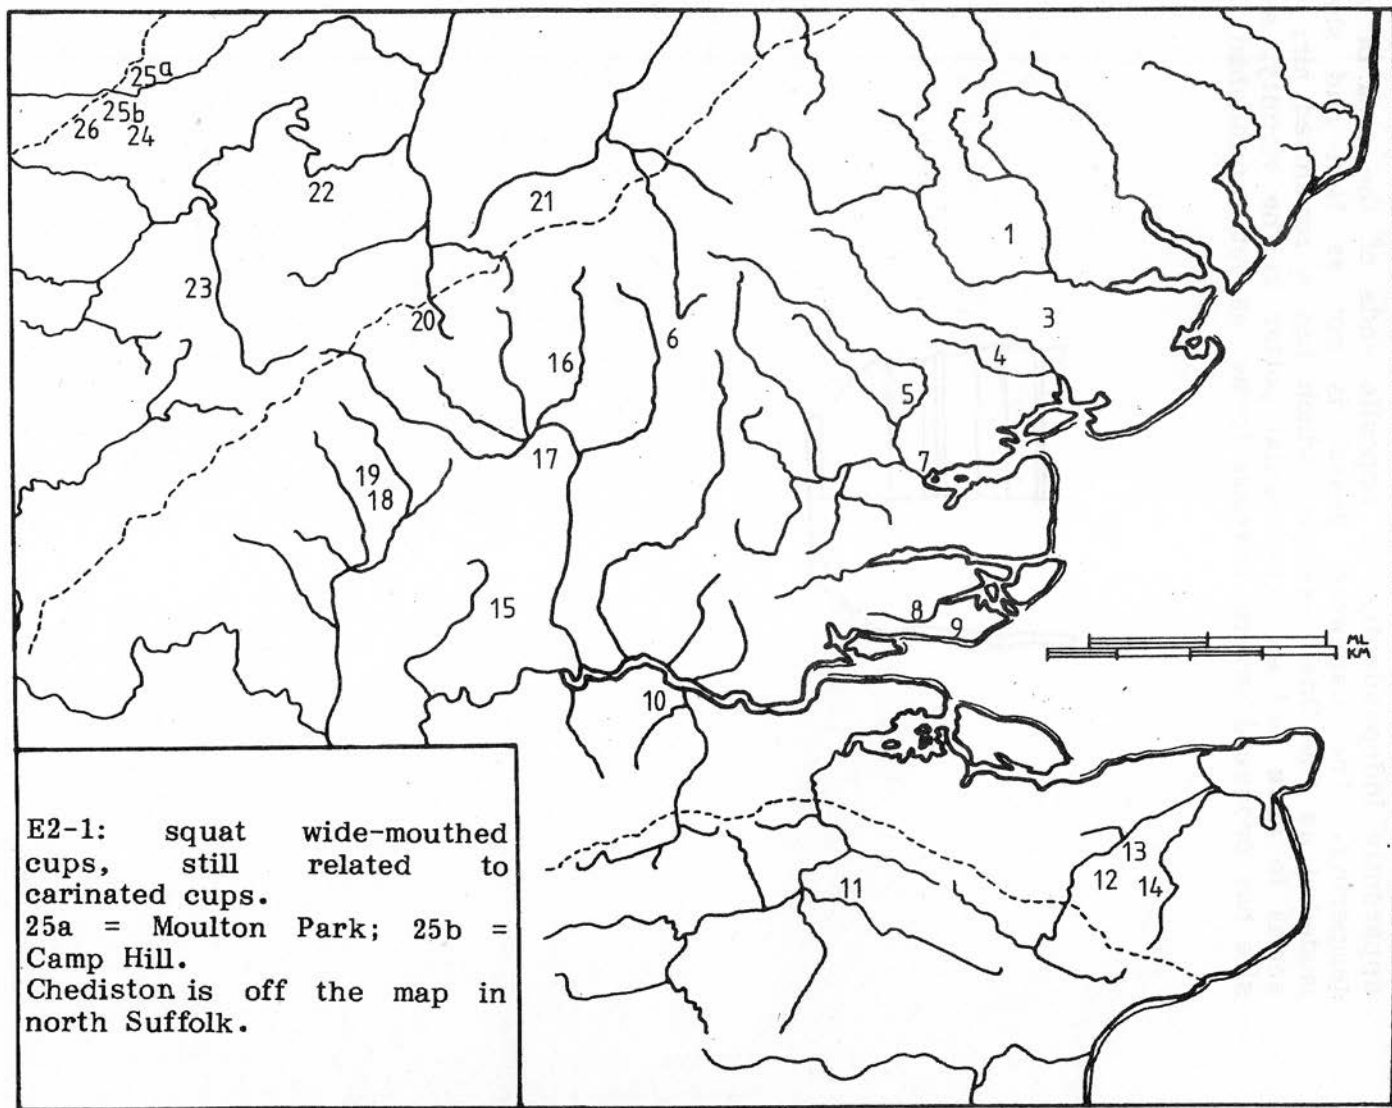 25a
25b
26
24
22
21
1
23
20
16
6
3
4
5
19
18
17
7
15
8
9
ML
KM
10
13
12
14
11
E2-1: squat wide-mouthed
cups, still related to
carinated cups.
25a = Moulton Park; 25b =
Camp Hill.
Chediston is off the map in
north Suffolk.